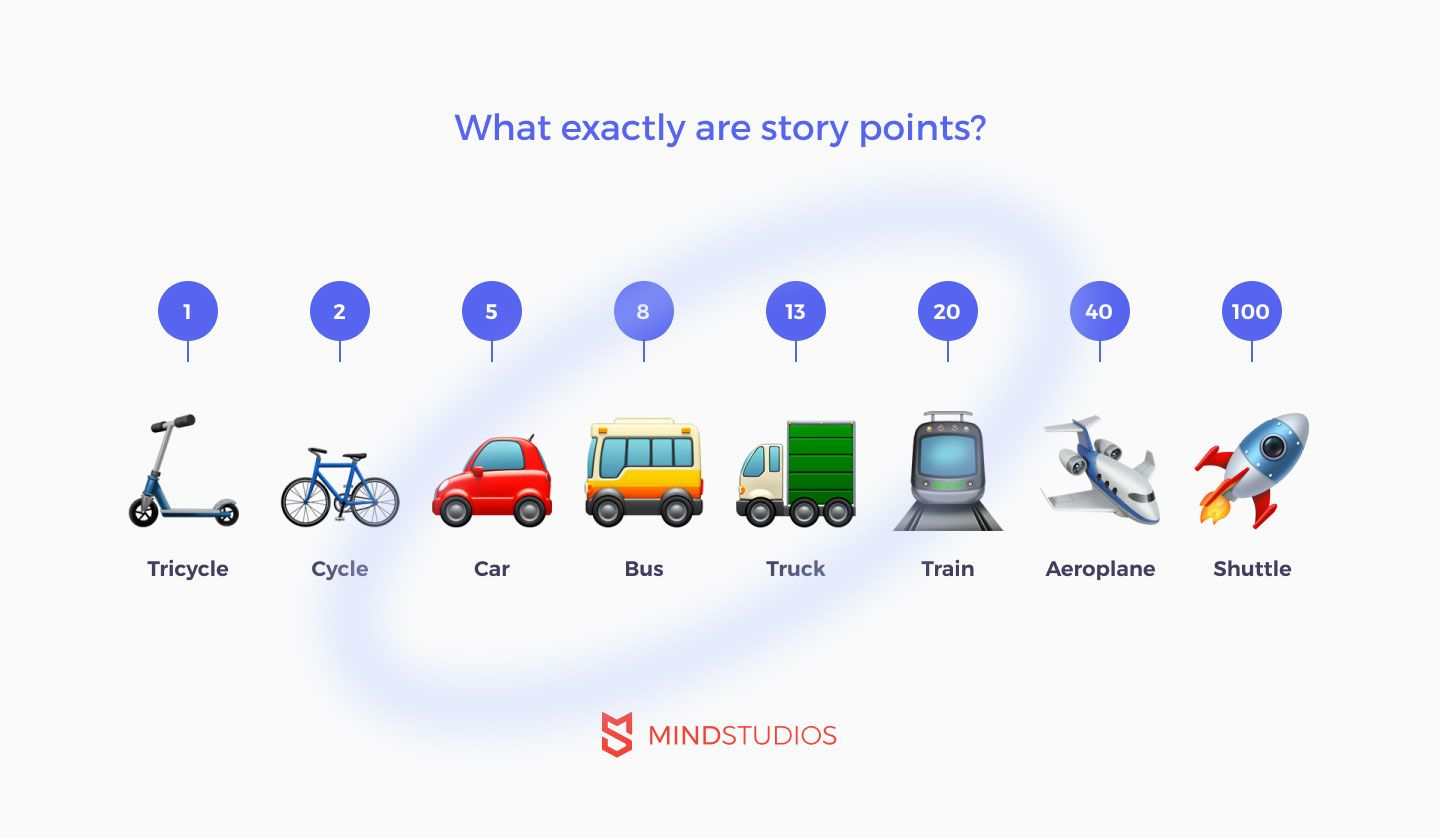 What exactly are story points?
1 2 5 8 13 20 40 100
Tricycle Cycle Car Bus Truck Train Aeroplane Shuttle
MINDSTUDIOS